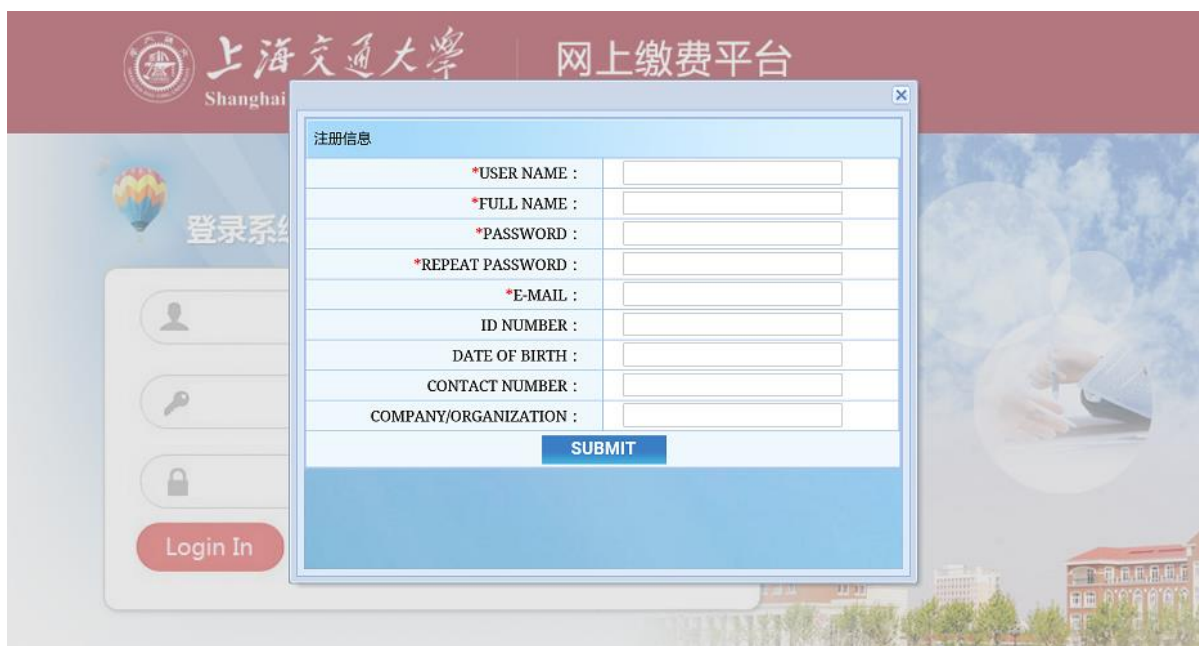 上海交通大學
网上缴费平台
Shanghai
注册信息
*USER NAME：
*FULL NAME：
*PASSWORD：
*REPEAT PASSWORD：
*E-MAIL：
ID NUMBER：
DATE OF BIRTH：
CONTACT NUMBER：
COMPANY/ORGANIZATION：
SUBMIT
登录系统
Login In